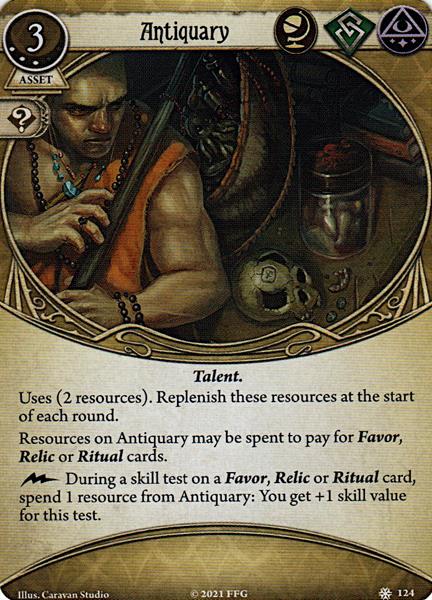 3
Antiquary
ASSET
?
Talent.
Uses (2 resources). Replenish these resources at the start
of each round.
Resources on Antiquary may be spent to pay for Favor,
Relic or Ritual cards.
During a skill test on a Favor, Relic or Ritual card,
spend 1 resource from Antiquary: You get +1 skill value
for this test.
Illus. Caravan Studio
© 2021 FFG
124